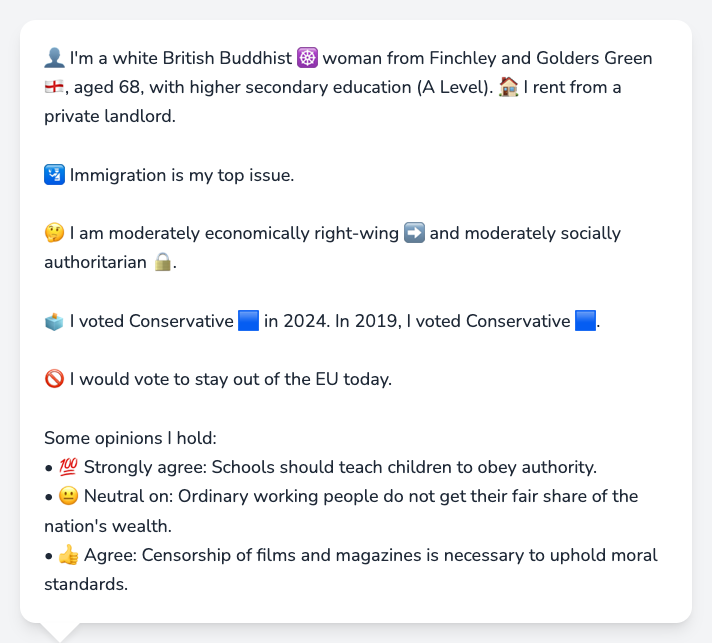 👤 I'm a white British Buddhist ☸️ woman from Finchley and Golders Green
🏴󠁧󠁢󠁥󠁮󠁧󠁿, aged 68, with higher secondary education (A Level). 🏠 I rent from a
private landlord.
🛂 Immigration is my top issue.
🤔 I am moderately economically right-wing ➡️ and moderately socially
authoritarian 🔒.
🗳️ I voted Conservative 🟦 in 2024. In 2019, I voted Conservative 🟦.
🚫 I would vote to stay out of the EU today.
Some opinions I hold:
• 💯 Strongly agree: Schools should teach children to obey authority.
• 😐 Neutral on: Ordinary working people do not get their fair share of the
nation's wealth.
• 👍 Agree: Censorship of films and magazines is necessary to uphold moral
standards.